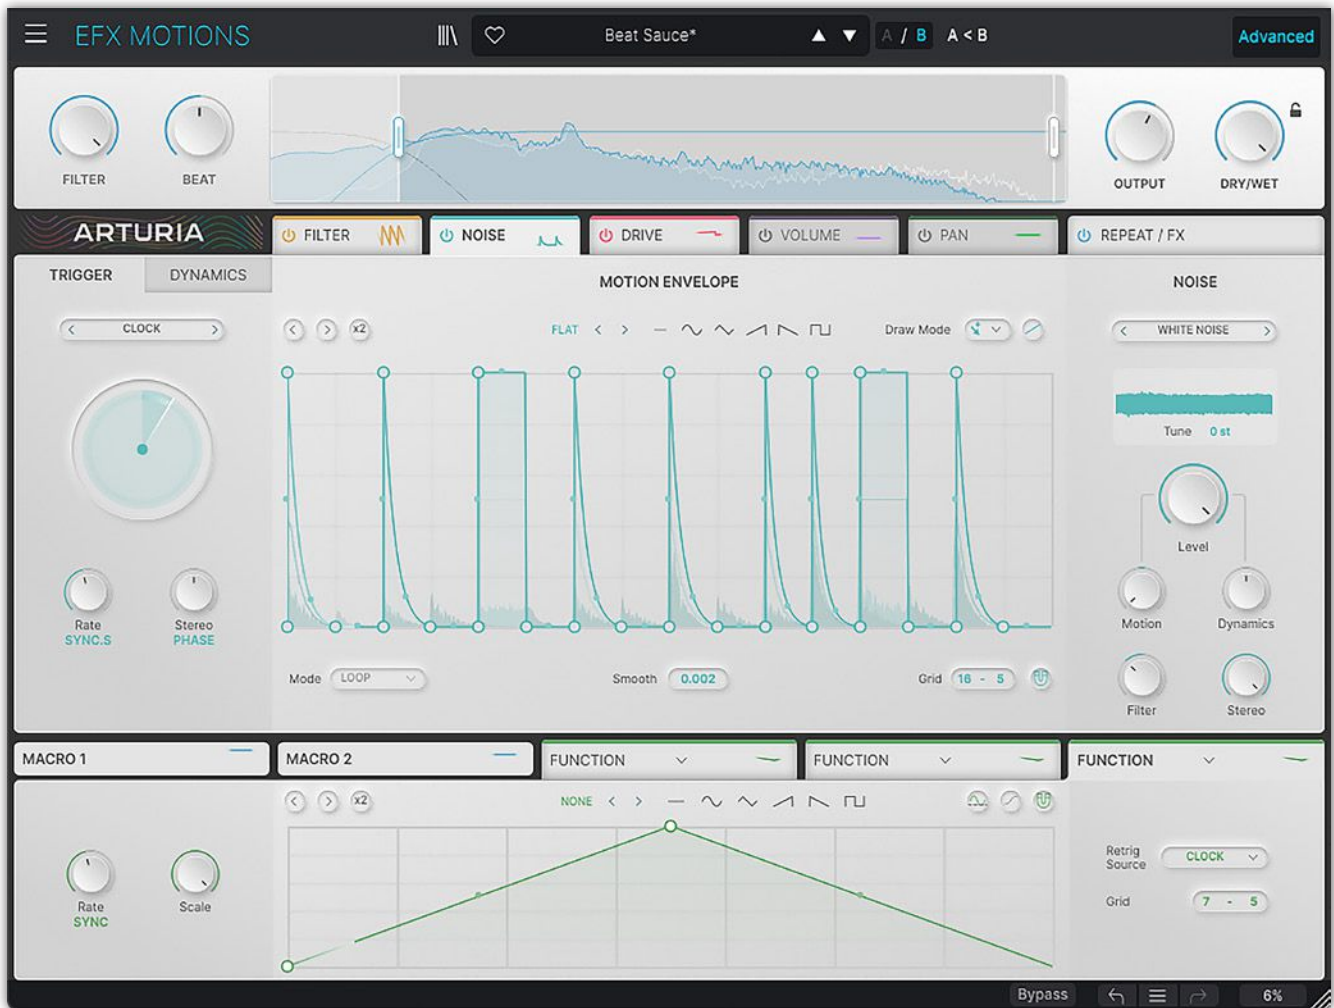 EFX MOTIONS
Beat Sauce*
A / B
A < B
Advanced
FILTER
BEAT
OUTPUT
DRY/WET
ARTURIA
FILTER
NOISE
DRIVE
VOLUME
PAN
REPEAT / FX
TRIGGER
DYNAMICS
MOTION ENVELOPE
NOISE
< CLOCK >
< > x2
FLAT < >
Draw Mode
< WHITE NOISE >
Tune 0 st
Level
Rate
SYNC.S
Stereo
PHASE
Motion
Dynamics
Mode LOOP
Smooth 0.002
Grid 16 - 5
Filter
Stereo
MACRO 1
MACRO 2
FUNCTION
FUNCTION
FUNCTION
< > x2
NONE < >
Retrig
Source
CLOCK
Rate
SYNC
Scale
Grid 7 - 5
Bypass
6%